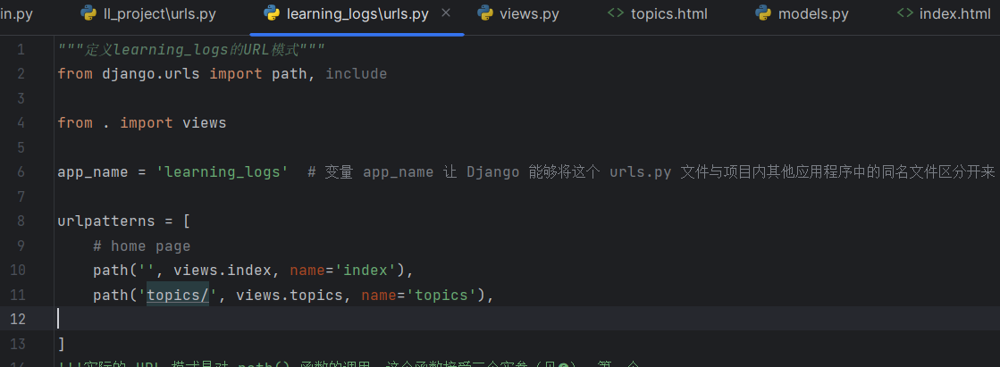 in.py ll_project\urls.py learning_logs\urls.py views.py topics.html models.py index.html
1 """定义learning_logs的URL模式"""
2 from django.urls import path, include
3
4 from . import views
5
6 app_name = 'learning_logs'  # 变量 app_name 让 Django 能够将这个 urls.py 文件与项目内其他应用程序中的同名文件区分开来
7
8 urlpatterns = [
9     # home page
10     path('', views.index, name='index'),
11     path('topics/', views.topics, name='topics'),
12
13 ]
'''实际的 URL 模式是对 path() 函数的调用，这个函数接受三个实参（见❶）。第一个